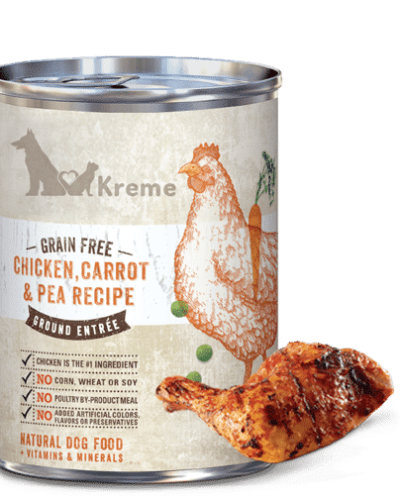 Kreme
GRAIN FREE
CHICKEN, CARROT
& PEA RECIPE
GROUND ENTRÉE
CHICKEN IS THE #1 INGREDIENT
NO CORN, WHEAT OR SOY
NO POULTRY BY-PRODUCT MEAL
NO ADDED ARTIFICIAL COLORS,
FLAVORS OR PRESERVATIVES
NATURAL DOG FOOD
+ VITAMINS & MINERALS